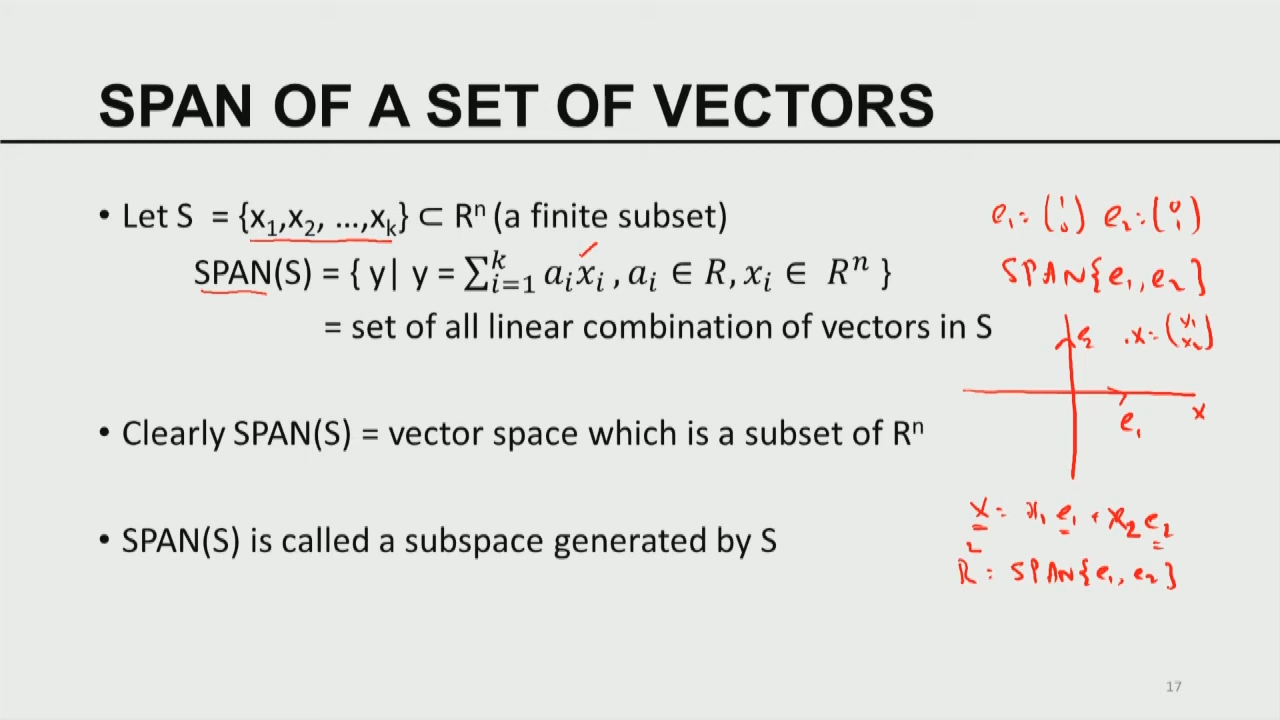 SPAN OF A SET OF VECTORS
• Let S = {x₁,x₂, …,xₖ} ⊂ Rⁿ (a finite subset)
SPAN(S) = { y| y = ∑ᵢ₌₁ᵏ aᵢxᵢ , aᵢ ∈ R, xᵢ ∈ Rⁿ }
= set of all linear combination of vectors in S
• Clearly SPAN(S) = vector space which is a subset of Rⁿ
• SPAN(S) is called a subspace generated by S
e₁ = (1 0) e₂ = (0 1)
SPAN{e₁, e₂}
e₂ x = (x₁ x₂)
x
e₁
x = x₁ e₁ + x₂ e₂
R² = SPAN{e₁, e₂}
17